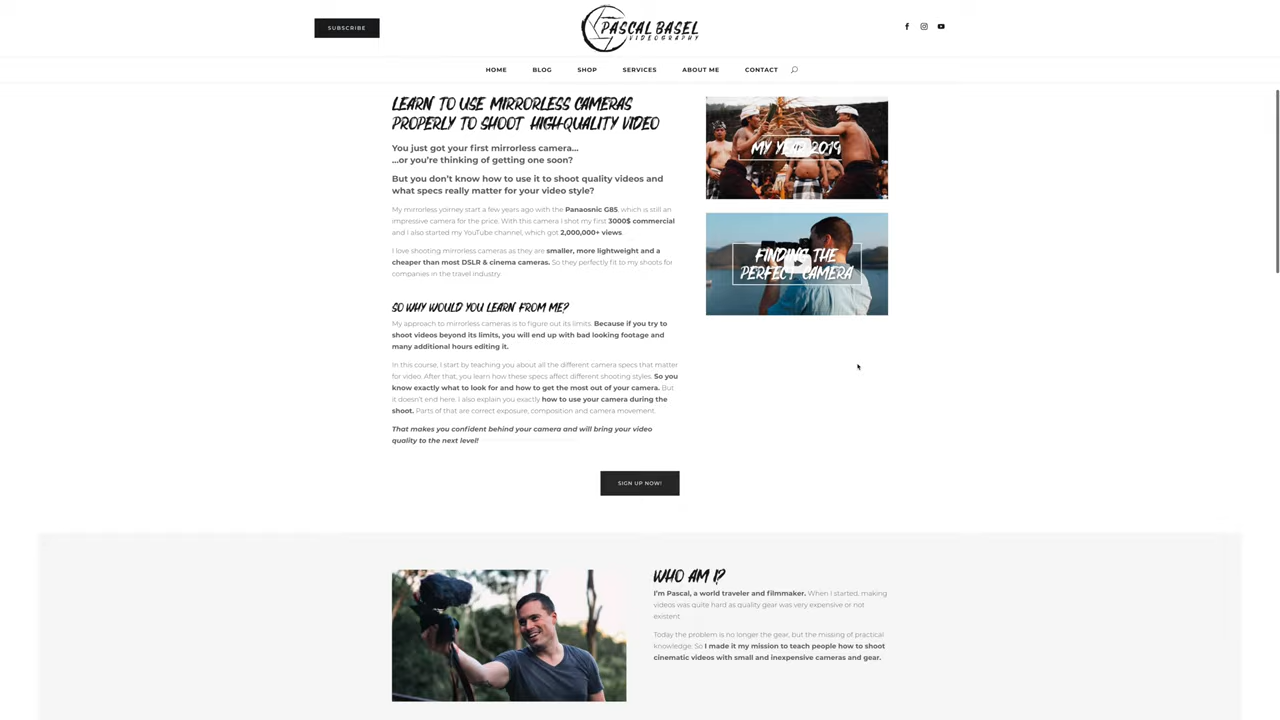 SUBSCRIBE
PASCAL BASEL
VIDEOGRAPHY
HOME BLOG SHOP SERVICES ABOUT ME CONTACT
LEARN TO USE MIRRORLESS CAMERAS
PROPERLY TO SHOOT HIGH-QUALITY VIDEO
You just got your first mirrorless camera...
...or you're thinking of getting one soon?
But you don't know how to use it to shoot quality videos and
what specs really matter for your video style?
My mirrorless yoirney start a few years ago with the Panaosnic G85, which is still an
impressive camera for the price. With this camera I shot my first 3000$ commercial
and I also started my YouTube channel, which got 2,000,000+ views.
I love shooting mirrorless cameras as they are smaller, more lightweight and a
cheaper than most DSLR & cinema cameras. So they perfectly fit to my shoots for
companies in the travel industry.
SO WHY WOULD YOU LEARN FROM ME?
My approach to mirrorless cameras is to figure out its limits. Because if you try to
shoot videos beyond its limits, you will end up with bad looking footage and
many additional hours editing it.
In this course, I start by teaching you about all the different camera specs that matter
for video. After that, you learn how these specs affect different shooting styles. So you
know exactly what to look for and how to get the most out of your camera. But
it doesn't end here. I also explain you exactly how to use your camera during the
shoot. Parts of that are correct exposure, composition and camera movement.
That makes you confident behind your camera and will bring your video
quality to the next level!
MY YEAR 2019
FINDING THE
PERFECT CAMERA
SIGN UP NOW!
WHO AM I?
I'm Pascal, a world traveler and filmmaker. When I started, making
videos was quite hard as quality gear was very expensive or not
existent.
Today the problem is no longer the gear, but the missing of practical
knowledge. So I made it my mission to teach people how to shoot
cinematic videos with small and inexpensive cameras and gear.